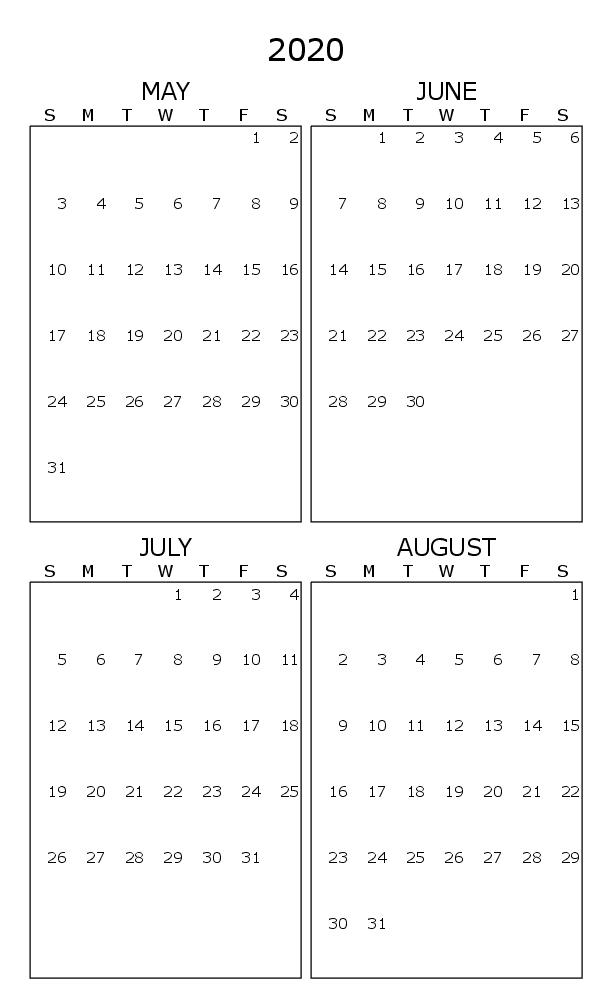 2020
MAY
S M T W T F S
1 2
3 4 5 6 7 8 9
10 11 12 13 14 15 16
17 18 19 20 21 22 23
24 25 26 27 28 29 30
31
JUNE
S M T W T F S
1 2 3 4 5 6
7 8 9 10 11 12 13
14 15 16 17 18 19 20
21 22 23 24 25 26 27
28 29 30
JULY
S M T W T F S
1 2 3 4
5 6 7 8 9 10 11
12 13 14 15 16 17 18
19 20 21 22 23 24 25
26 27 28 29 30 31
AUGUST
S M T W T F S
1
2 3 4 5 6 7 8
9 10 11 12 13 14 15
16 17 18 19 20 21 22
23 24 25 26 27 28 29
30 31